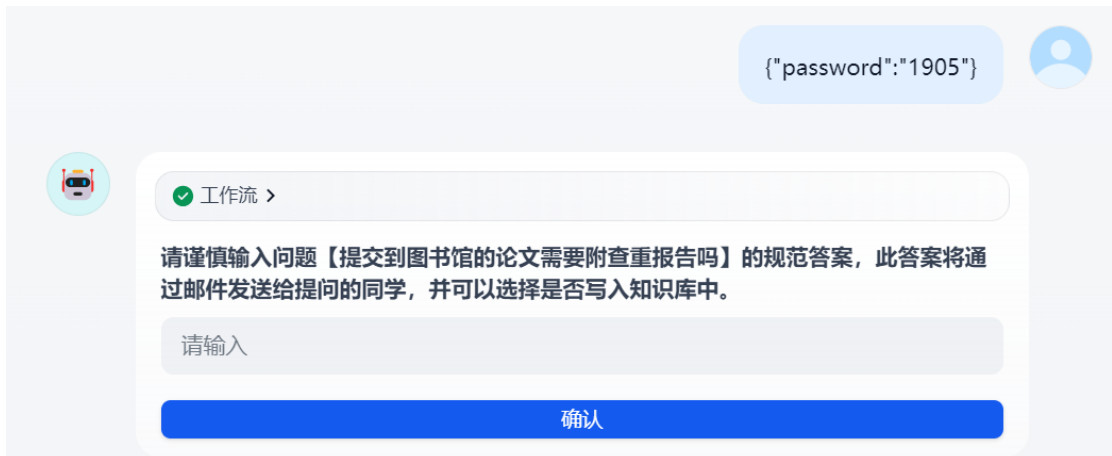 {"password":"1905"}
工作流 >
请谨慎输入问题【提交到图书馆的论文需要附查重报告吗】的规范答案，此答案将通
过邮件发送给提问的同学，并可以选择是否写入知识库中。
请输入
确认